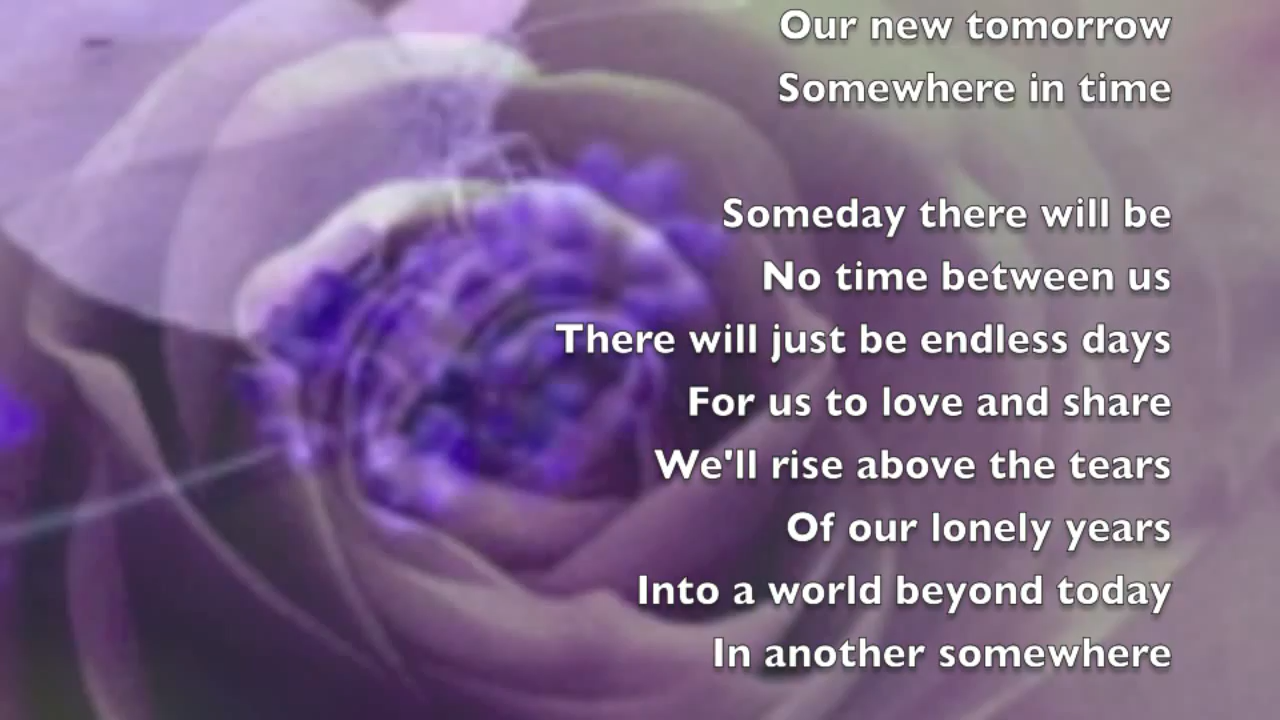 Our new tomorrow
Somewhere in time
Someday there will be
No time between us
There will just be endless days
For us to love and share
We'll rise above the tears
Of our lonely years
Into a world beyond today
In another somewhere